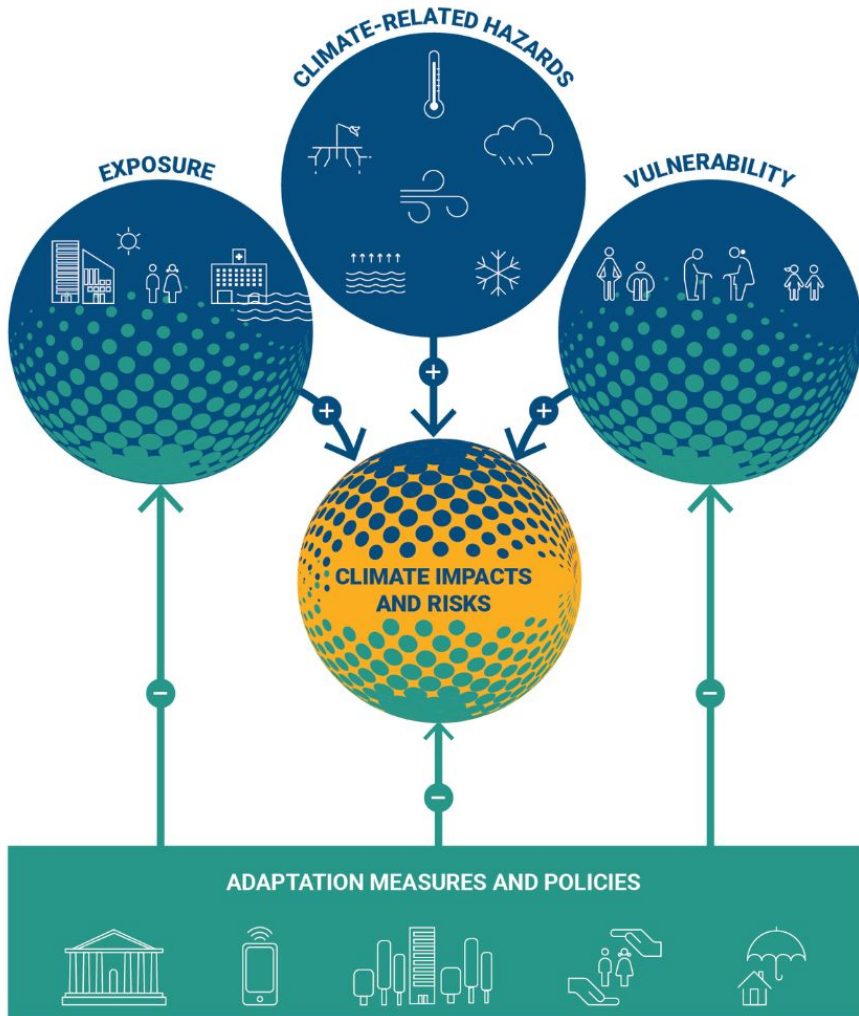 CLIMATE-RELATED HAZARDS
EXPOSURE
VULNERABILITY
+
+
+
CLIMATE IMPACTS
AND RISKS
−
−
−
ADAPTATION MEASURES AND POLICIES